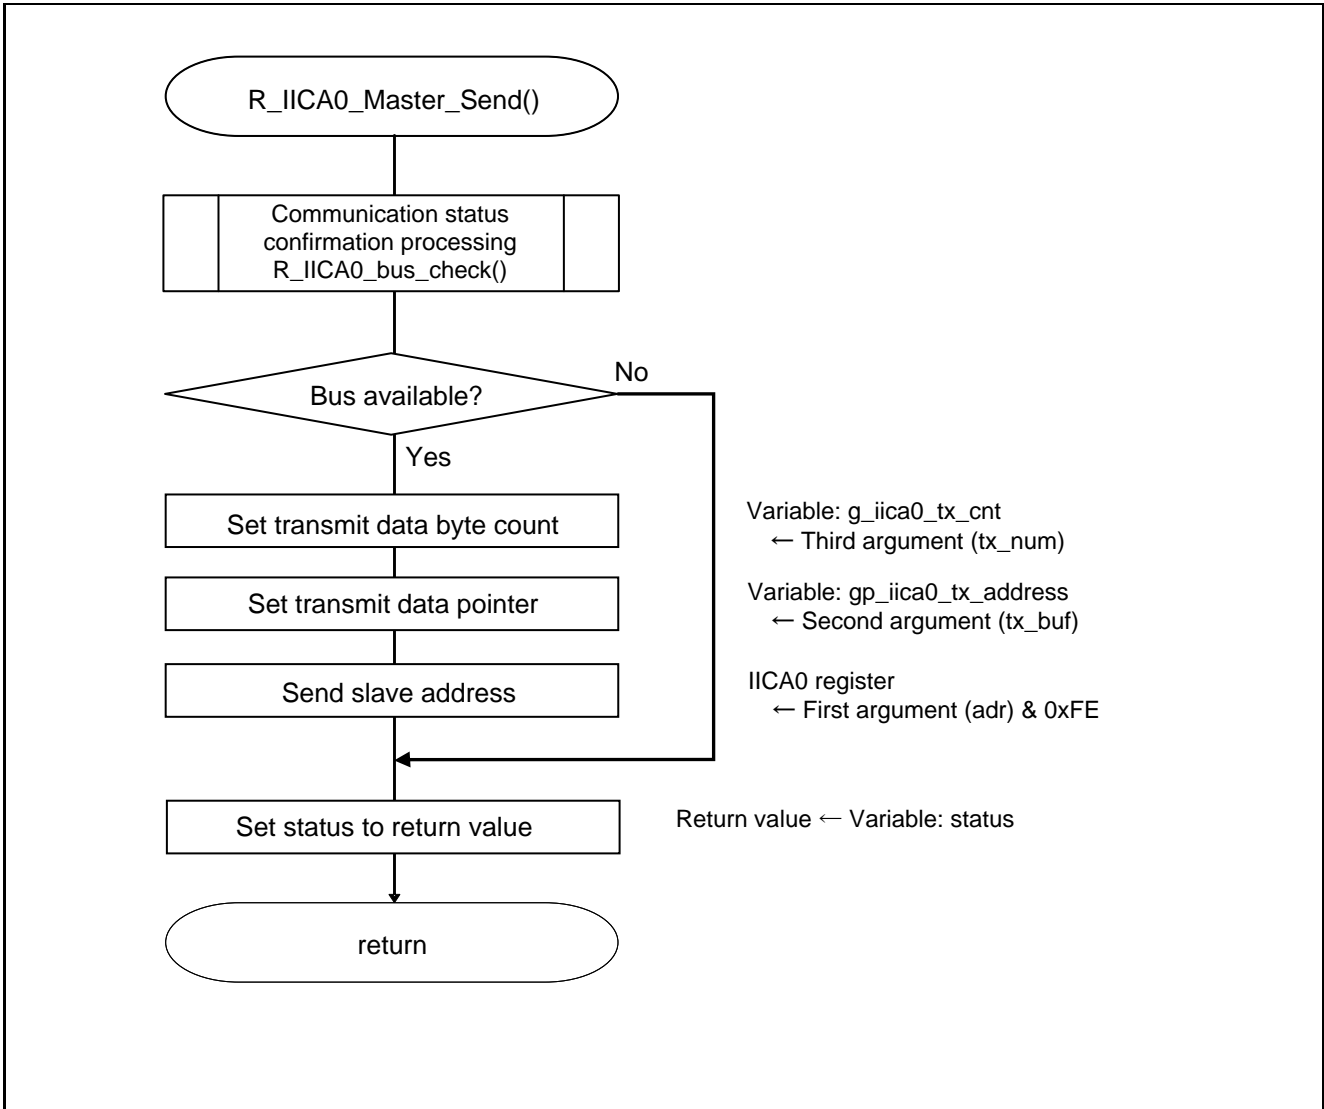 R_IICA0_Master_Send()
Communication status
confirmation processing
R_IICA0_bus_check()
Bus available?
No
Yes
Set transmit data byte count
Variable: g_iica0_tx_cnt
← Third argument (tx_num)
Set transmit data pointer
Variable: gp_iica0_tx_address
← Second argument (tx_buf)
Send slave address
IICA0 register
← First argument (adr) & 0xFE
Set status to return value
Return value ← Variable: status
return